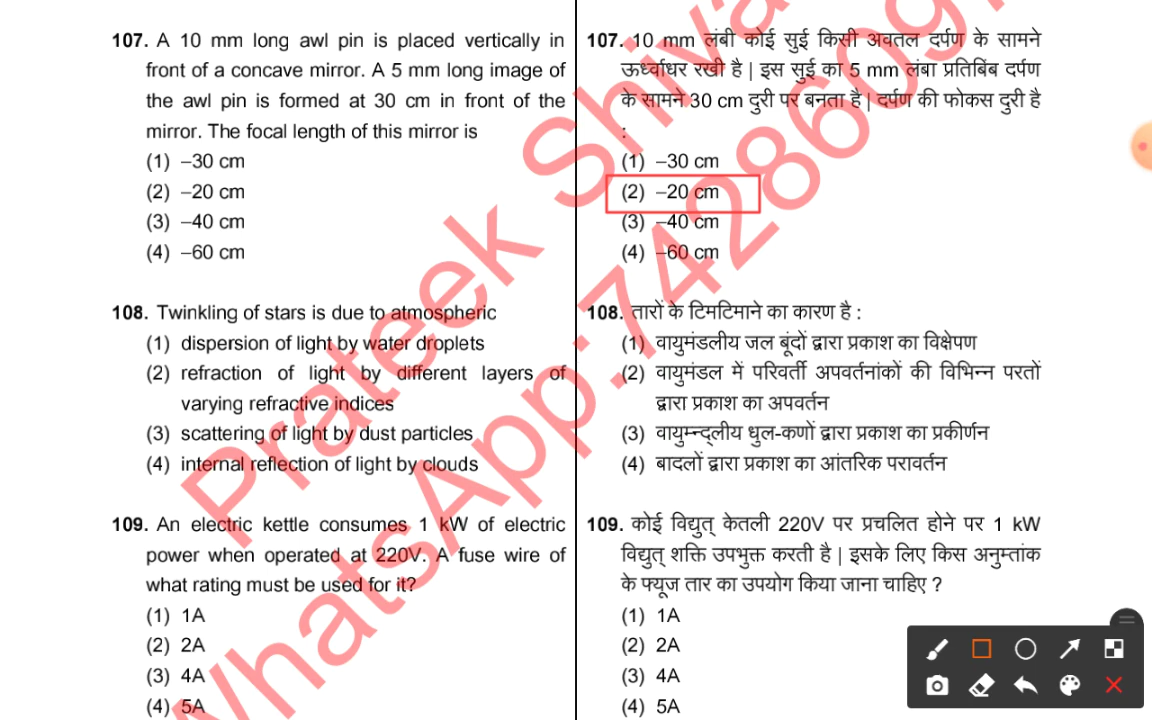 107. A 10 mm long awl pin is placed vertically in
front of a concave mirror. A 5 mm long image of
the awl pin is formed at 30 cm in front of the
mirror. The focal length of this mirror is
(1) –30 cm
(2) –20 cm
(3) –40 cm
(4) –60 cm
108. Twinkling of stars is due to atmospheric
(1) dispersion of light by water droplets
(2) refraction of light by different layers of
varying refractive indices
(3) scattering of light by dust particles
(4) internal reflection of light by clouds
109. An electric kettle consumes 1 kW of electric
power when operated at 220V. A fuse wire of
what rating must be used for it?
(1) 1A
(2) 2A
(3) 4A
(4) 5A
107. 10 mm लंबी कोई सुई किसी अवतल दर्पण के सामने
ऊर्ध्वाधर रखी है | इस सुई का 5 mm लंबा प्रतिबिंब दर्पण
के सामने 30 cm दुरी पर बनता है | दर्पण की फोकस दुरी है
:
(1) –30 cm
(2) –20 cm
(3) –40 cm
(4) –60 cm
108. तारों के टिमटिमाने का कारण है :
(1) वायुमंडलीय जल बूंदों द्वारा प्रकाश का विक्षेपण
(2) वायुमंडल में परिवर्ती अपवर्तनांकों की विभिन्न परतों
द्वारा प्रकाश का अपवर्तन
(3) वायुम्न्द्लीय धुल-कणों द्वारा प्रकाश का प्रकीर्णन
(4) बादलों द्वारा प्रकाश का आंतरिक परावर्तन
109. कोई विद्युत् केतली 220V पर प्रचलित होने पर 1 kW
विद्युत् शक्ति उपभुक्त करती है | इसके लिए किस अनुम्तांक
के फ्यूज तार का उपयोग किया जाना चाहिए ?
(1) 1A
(2) 2A
(3) 4A
(4) 5A
Prateek